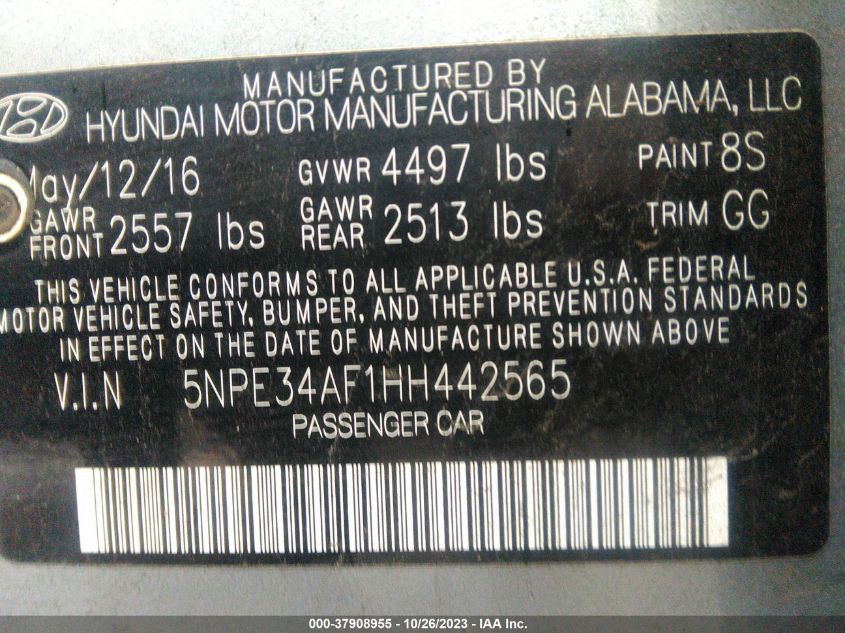 MANUFACTURED BY
HYUNDAI MOTOR MANUFACTURING ALABAMA, LLC
May/12/16 GVWR 4497 lbs PAINT 8S
GAWR FRONT 2557 lbs GAWR REAR 2513 lbs TRIM GG
THIS VEHICLE CONFORMS TO ALL APPLICABLE U.S.A. FEDERAL
MOTOR VEHICLE SAFETY, BUMPER, AND THEFT PREVENTION STANDARDS
IN EFFECT ON THE DATE OF MANUFACTURE SHOWN ABOVE
V.I.N 5NPE34AF1HH442565
PASSENGER CAR
000-37908955 - 10/26/2023 - IAA Inc.